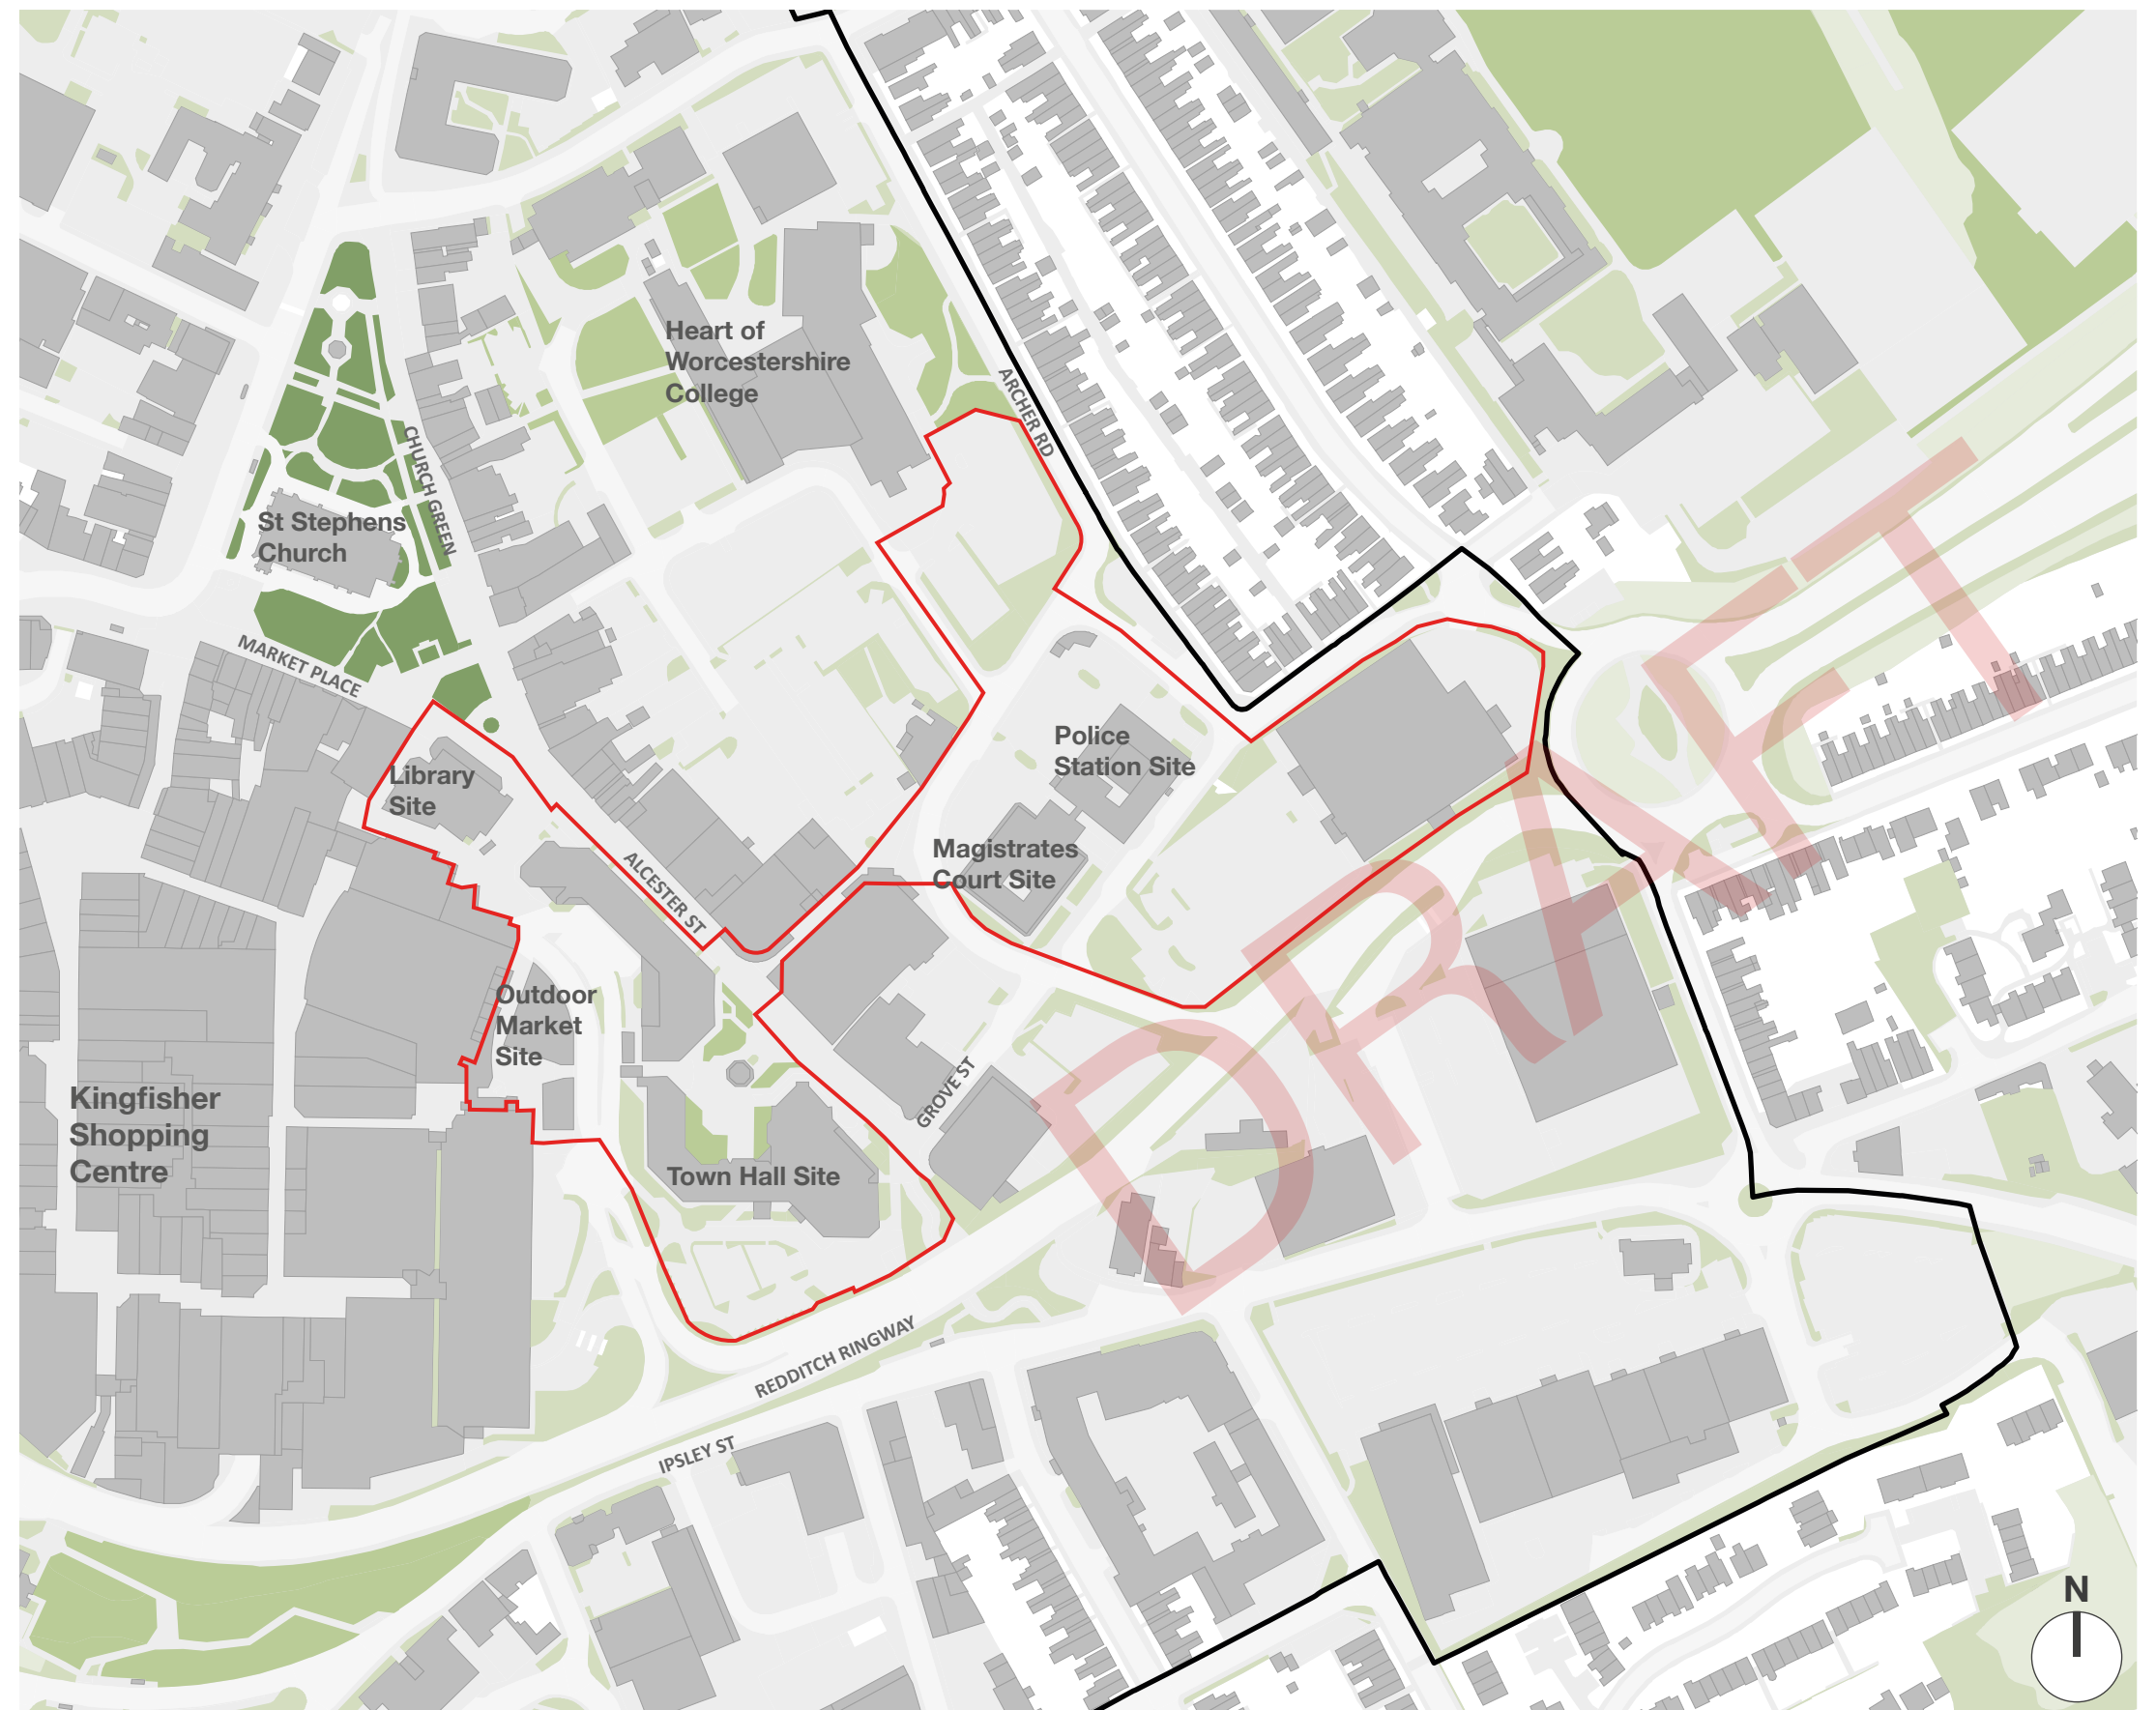 Heart of
Worcestershire
College
ARCHER RD
CHURCH GREEN
St Stephens
Church
MARKET PLACE
Police
Station Site
Library
Site
Magistrates
Court Site
ALCESTER ST
Outdoor
Market
Site
Kingfisher
Shopping
Centre
GROVE ST
Town Hall Site
REDDITCH RINGWAY
IPSLEY ST
DRAFT
N